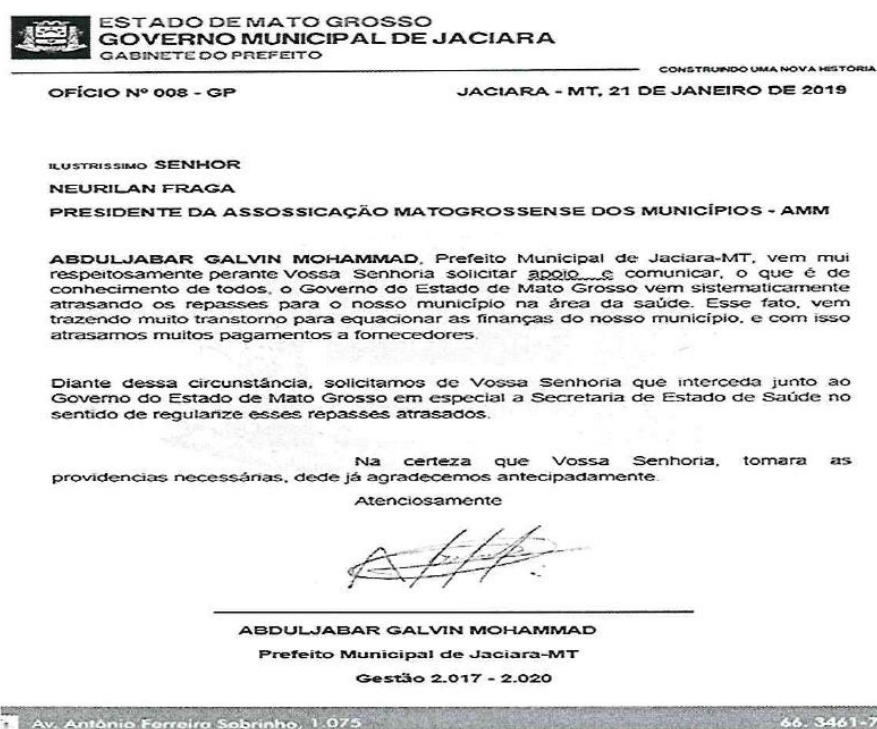 ESTADO DE MATO GROSSO
GOVERNO MUNICIPAL DE JACIARA
GABINETE DO PREFEITO
CONSTRUINDO UMA NOVA HISTÓRIA
OFÍCIO Nº 008 - GP JACIARA - MT, 21 DE JANEIRO DE 2019
ILUSTRISSIMO SENHOR
NEURILAN FRAGA
PRESIDENTE DA ASSOSSICAÇÃO MATOGROSSENSE DOS MUNICÍPIOS - AMM
ABDULJABAR GALVIN MOHAMMAD, Prefeito Municipal de Jaciara-MT, vem mui
respeitosamente perante Vossa Senhoria solicitar apoio e comunicar, o que é de
conhecimento de todos, o Governo do Estado de Mato Grosso vem sistematicamente
atrasando os repasses para o nosso município na área da saúde. Esse fato, vem
trazendo muito transtorno para equacionar as finanças do nosso município, e com isso
atrasamos muitos pagamentos a fornecedores.
Diante dessa circunstância, solicitamos de Vossa Senhoria que interceda junto ao
Governo do Estado de Mato Grosso em especial a Secretaria de Estado de Saúde no
sentido de regularize esses repasses atrasados.
Na certeza que Vossa Senhoria, tomara as
providencias necessárias, dede já agradecemos antecipadamente.
Atenciosamente
ABDULJABAR GALVIN MOHAMMAD
Prefeito Municipal de Jaciara-MT
Gestão 2.017 - 2.020
Av. Antônio Ferreira Sobrinho, 1.075 66. 3461-7